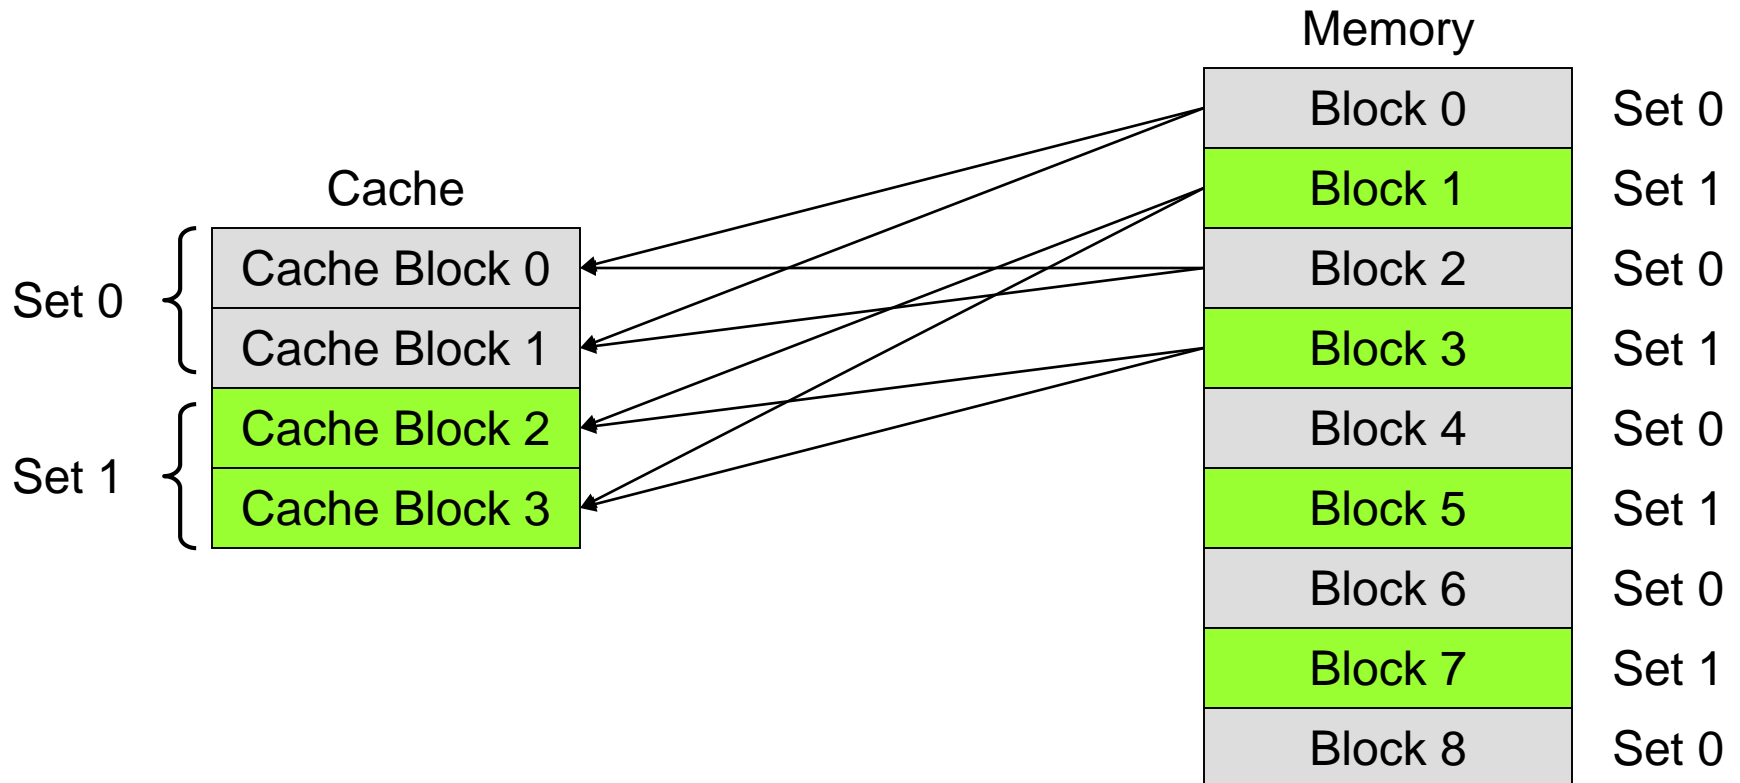 Memory
Block 0 Set 0
Cache Block 1 Set 1
Cache Block 0 Block 2 Set 0
Set 0
Cache Block 1 Block 3 Set 1
Cache Block 2 Block 4 Set 0
Set 1
Cache Block 3 Block 5 Set 1
Block 6 Set 0
Block 7 Set 1
Block 8 Set 0